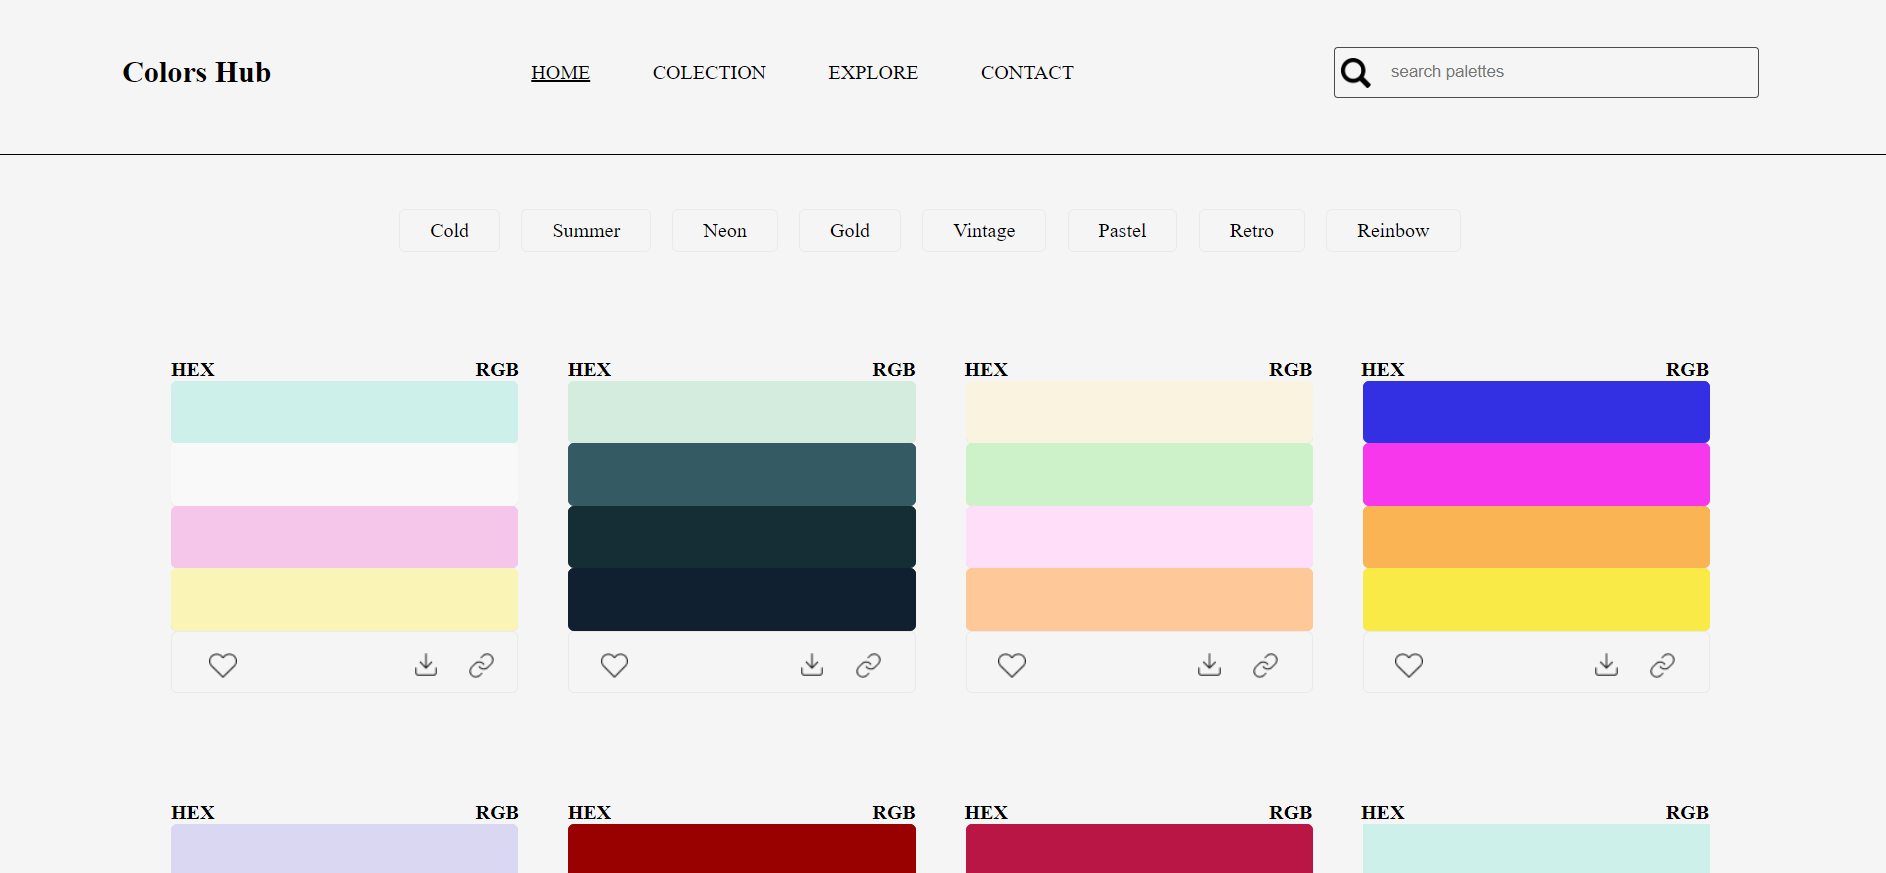 Colors Hub HOME COLECTION EXPLORE CONTACT search palettes
Cold Summer Neon Gold Vintage Pastel Retro Reinbow
HEX RGB HEX RGB HEX RGB HEX RGB
HEX RGB HEX RGB HEX RGB HEX RGB